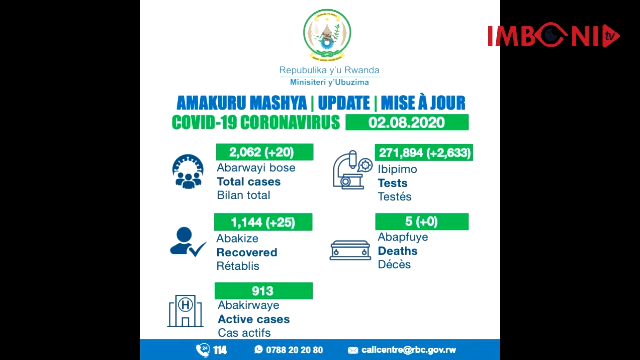 IMBONI tv
Repubulika y'u Rwanda
Minisiteri y'Ubuzima
AMAKURU MASHYA | UPDATE | MISE À JOUR
COVID-19 CORONAVIRUS 02.08.2020
2,062 (+20)
Abarwayi bose
Total cases
Bilan total
271,894 (+2,633)
Ibipimo
Tests
Testés
1,144 (+25)
Abakize
Recovered
Rétablis
5 (+0)
Abapfuye
Deaths
Décès
913
Abakirwaye
Active cases
Cas actifs
H
114 0788 20 20 80 callcentre@rbc.gov.rw